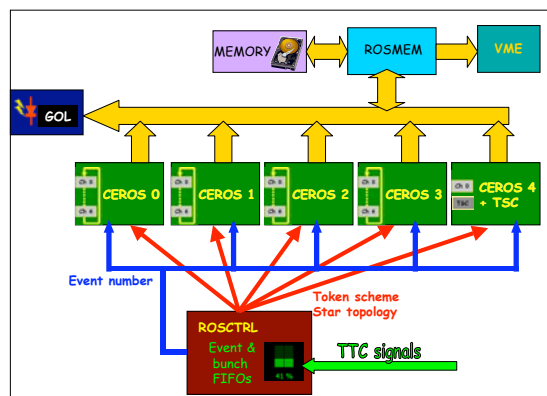 MEMORY
ROSMEM
VME
GOL
CEROS 0
CEROS 1
CEROS 2
CEROS 3
CEROS 4
+ TSC
TSC
Event number
Token scheme
Star topology
ROSCTRL
Event &
bunch
FIFOs
41 %
TTC signals